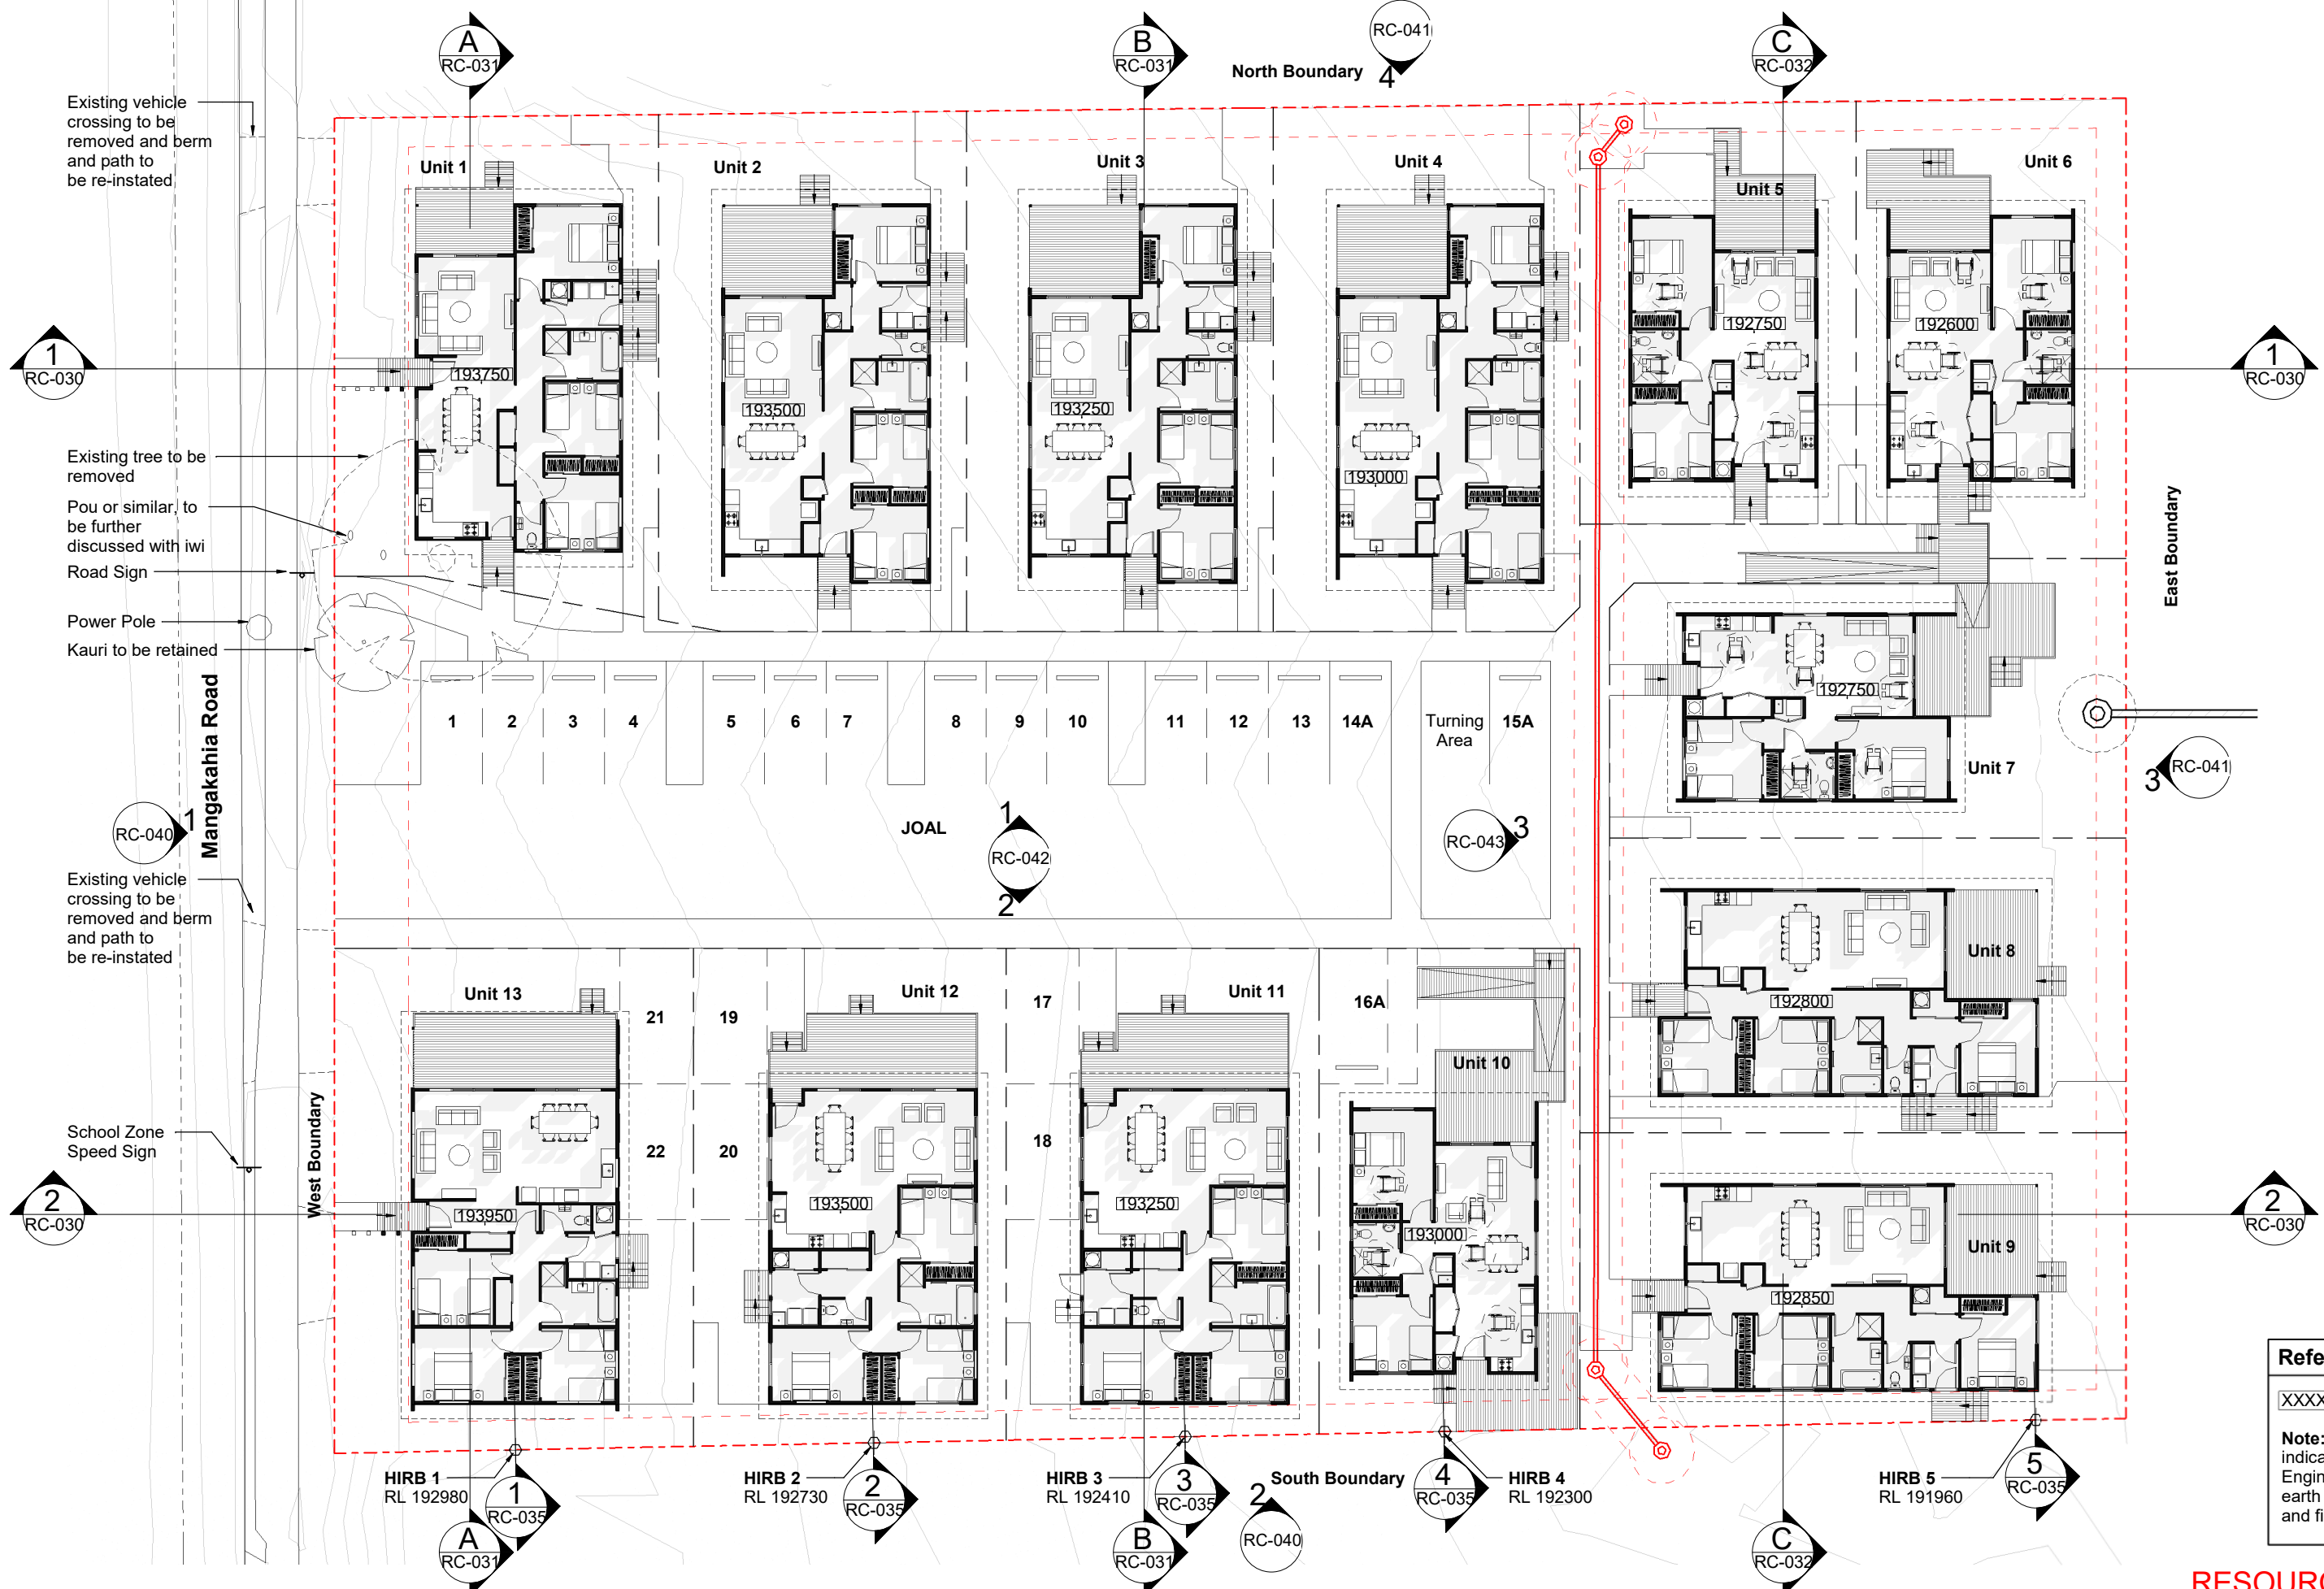 A
RC-031
B
RC-031
RC-041
4
North Boundary
C
RC-032
Existing vehicle
crossing to be
removed and berm
and path to
be re-instated
Unit 1
Unit 2
Unit 3
Unit 4
Unit 5
Unit 6
192750
192600
1
RC-030
193750
193500
193250
193000
1
RC-030
Existing tree to be
removed
Pou or similar, to
be further
discussed with iwi
Road Sign
Power Pole
Kauri to be retained
Mangakahia Road
East Boundary
192750
Unit 7
1
2
3
4
5
6
7
8
9
10
11
12
13
14A
Turning
Area
15A
3
RC-041
RC-040
1
JOAL
1
RC-042
2
RC-043
3
Existing vehicle
crossing to be
removed and berm
and path to
be re-instated
Unit 8
192800
Unit 13
21
19
Unit 12
17
Unit 11
16A
Unit 10
School Zone
Speed Sign
West Boundary
22
20
18
2
RC-030
193950
193500
193250
193000
Unit 9
192850
2
RC-030
HIRB 1
RL 192980
1
RC-035
HIRB 2
RL 192730
2
RC-035
HIRB 3
RL 192410
3
RC-035
South Boundary
2
RC-040
4
RC-035
HIRB 4
RL 192300
HIRB 5
RL 191960
5
RC-035
A
RC-031
B
RC-031
C
RC-032
Refe
XXXX
Note:
indica
Engin
earth
and fi
RESOUR